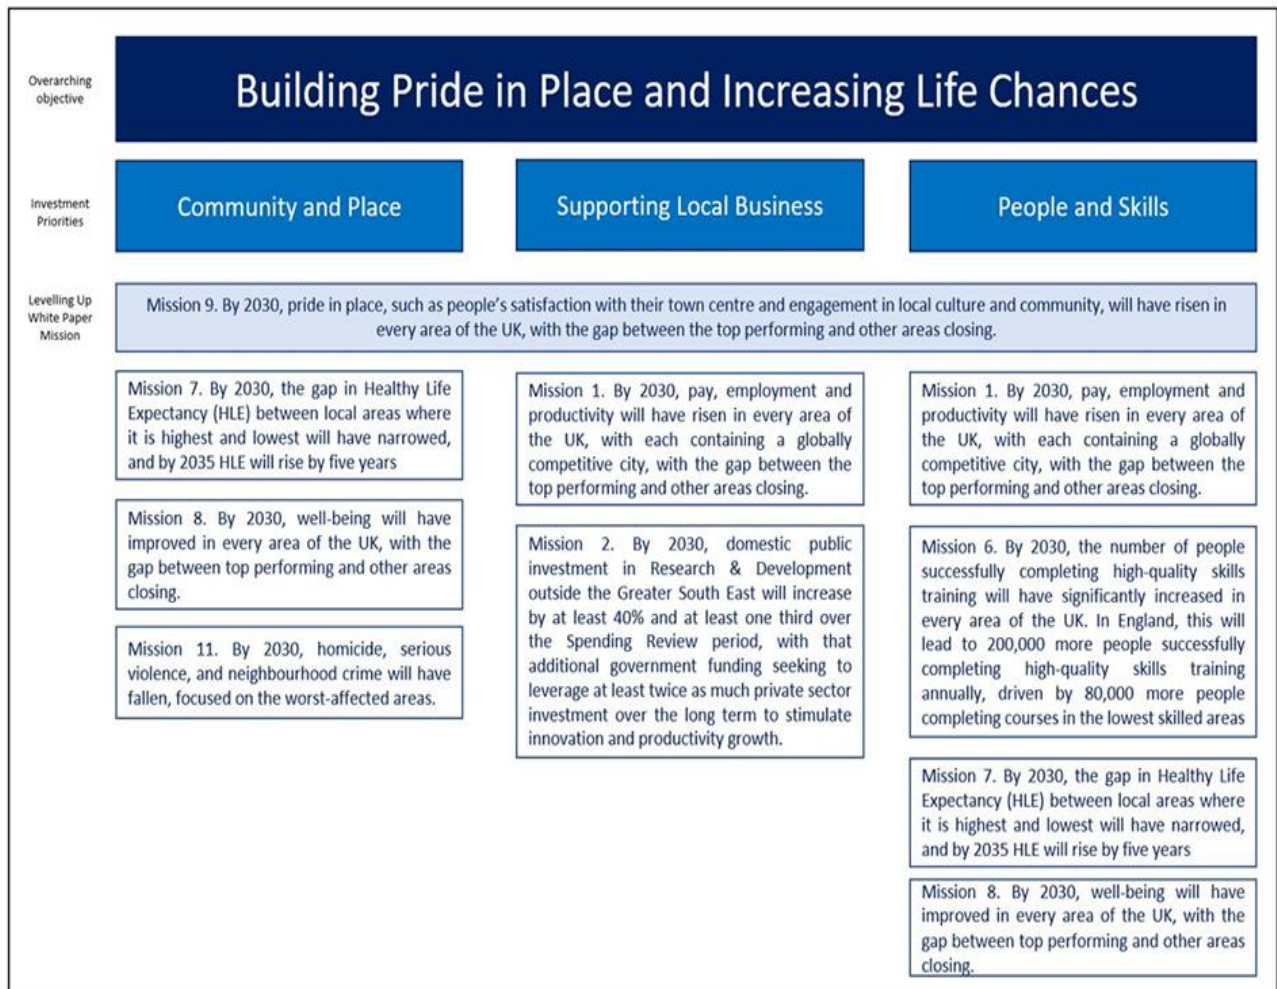 Overarching
objective
Building Pride in Place and Increasing Life Chances
Investment
Priorities
Community and Place
Supporting Local Business
People and Skills
Levelling Up
White Paper
Mission
Mission 9. By 2030, pride in place, such as people's satisfaction with their town centre and engagement in local culture and community, will have risen in
every area of the UK, with the gap between the top performing and other areas closing.
Mission 7. By 2030, the gap in Healthy Life
Expectancy (HLE) between local areas where
it is highest and lowest will have narrowed,
and by 2035 HLE will rise by five years
Mission 8. By 2030, well-being will have
improved in every area of the UK, with the
gap between top performing and other areas
closing.
Mission 11. By 2030, homicide, serious
violence, and neighbourhood crime will have
fallen, focused on the worst-affected areas.
Mission 1. By 2030, pay, employment and
productivity will have risen in every area of
the UK, with each containing a globally
competitive city, with the gap between the
top performing and other areas closing.
Mission 2. By 2030, domestic public
investment in Research & Development
outside the Greater South East will increase
by at least 40% and at least one third over
the Spending Review period, with that
additional government funding seeking to
leverage at least twice as much private sector
investment over the long term to stimulate
innovation and productivity growth.
Mission 1. By 2030, pay, employment and
productivity will have risen in every area of
the UK, with each containing a globally
competitive city, with the gap between the
top performing and other areas closing.
Mission 6. By 2030, the number of people
successfully completing high-quality skills
training will have significantly increased in
every area of the UK. In England, this will
lead to 200,000 more people successfully
completing high-quality skills training
annually, driven by 80,000 more people
completing courses in the lowest skilled areas
Mission 7. By 2030, the gap in Healthy Life
Expectancy (HLE) between local areas where
it is highest and lowest will have narrowed,
and by 2035 HLE will rise by five years
Mission 8. By 2030, well-being will have
improved in every area of the UK, with the
gap between top performing and other areas
closing.